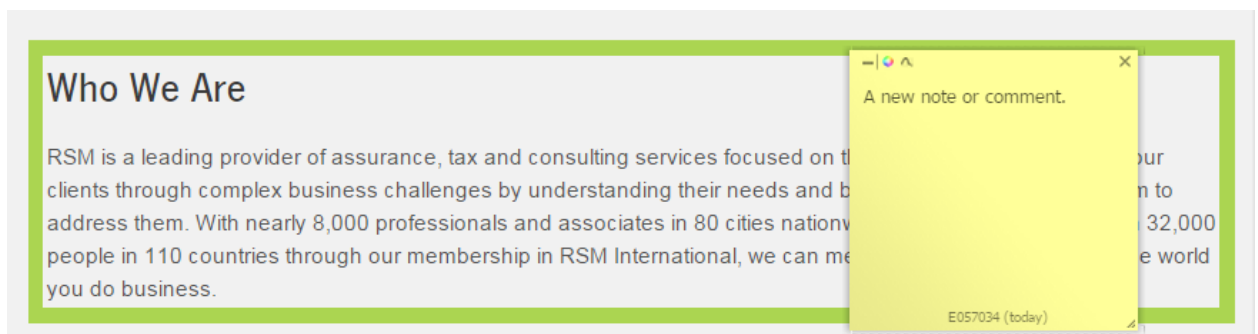 Who We Are
RSM is a leading provider of assurance, tax and consulting services focused on
clients through complex business challenges by understanding their needs and
address them. With nearly 8,000 professionals and associates in 80 cities 32,000
people in 110 countries through our membership in RSM International, we can world
you do business.
A new note or comment.
E057034 (today)